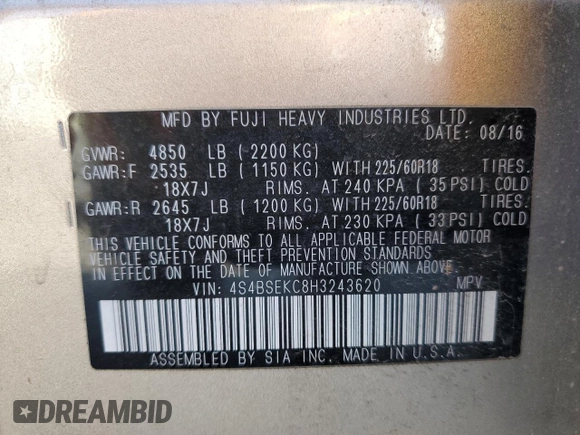 MFD BY FUJI HEAVY INDUSTRIES LTD.
DATE: 08/16
GVWR: 4850 LB ( 2200 KG)
GAWR:F 2535 LB ( 1150 KG) WITH 225/60R18 TIRES.
18X7J RIMS. AT 240 KPA ( 35 PSI) COLD
GAWR:R 2645 LB ( 1200 KG) WITH 225/60R18 TIRES.
18X7J RIMS. AT 230 KPA ( 33 PSI) COLD
THIS VEHICLE CONFORMS TO ALL APPLICABLE FEDERAL MOTOR
VEHICLE SAFETY AND THEFT PREVENTION STANDARDS
IN EFFECT ON THE DATE OF MANUFACTURE SHOWN ABOVE.
VIN: 4S4BSEKC8H3243620 MPV
ASSEMBLED BY SIA INC. MADE IN U.S.A.
DREAMBID